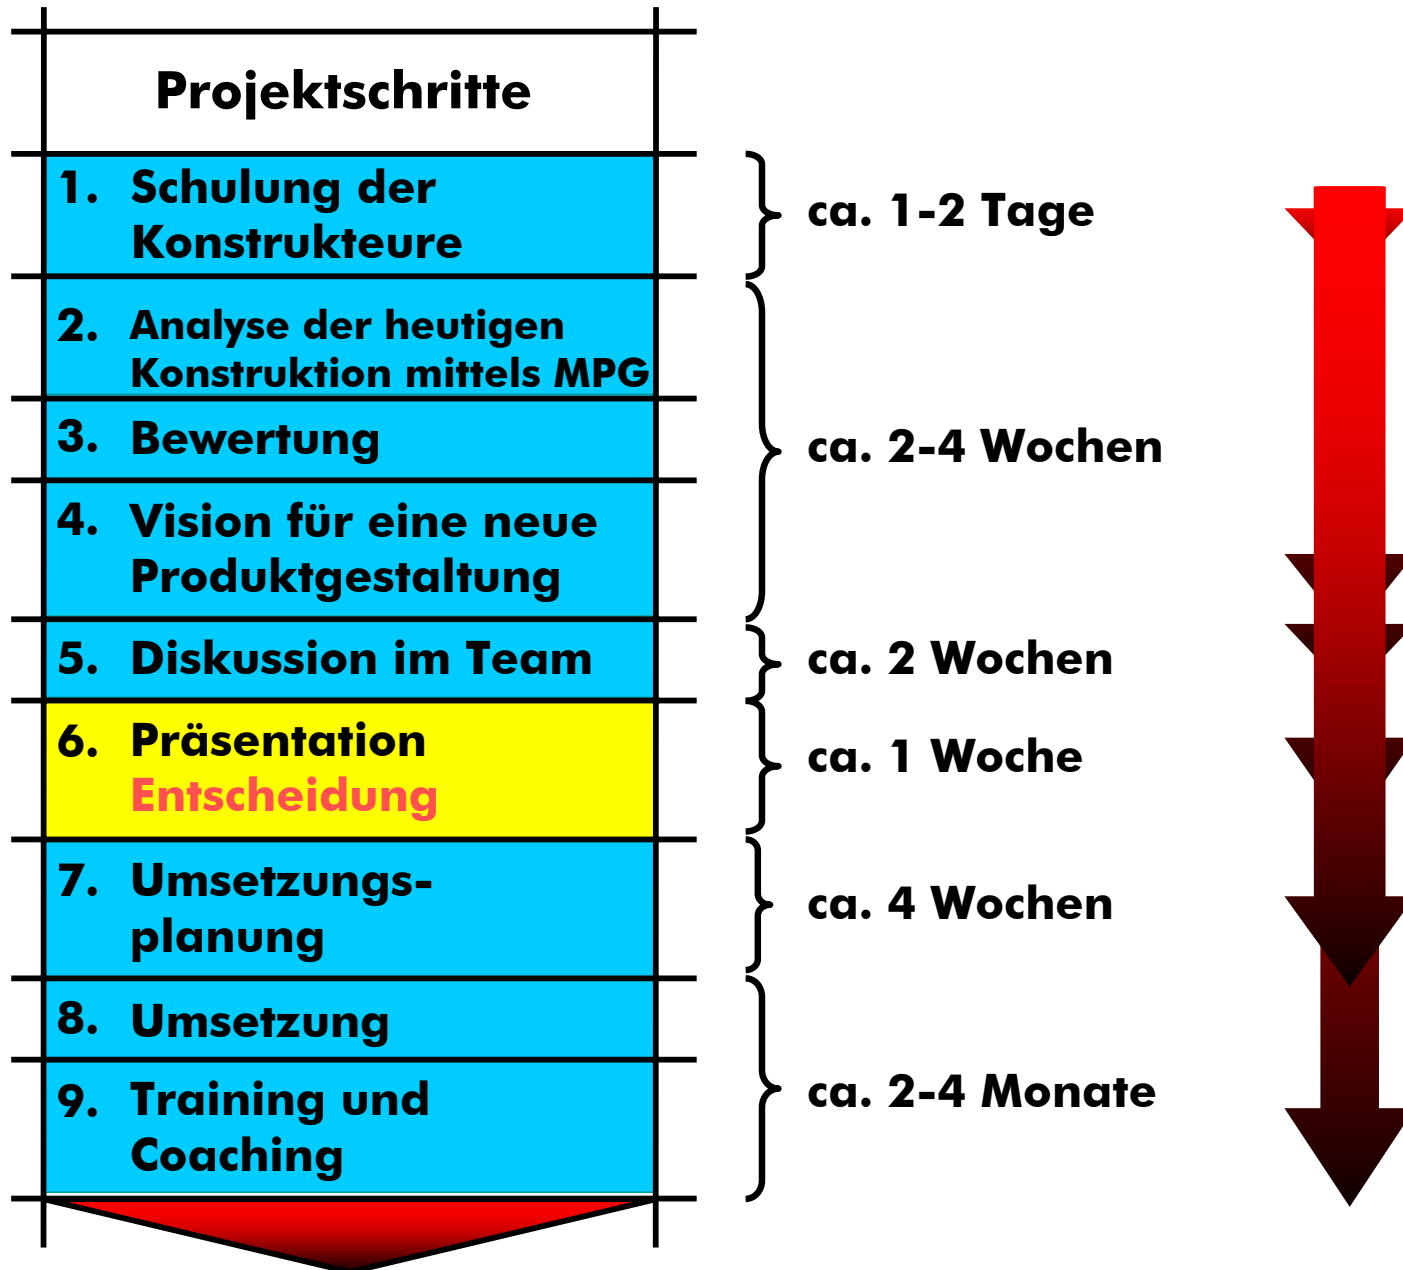 Projektschritte
1. Schulung der
Konstrukteure
ca. 1-2 Tage
2. Analyse der heutigen
Konstruktion mittels MPG
3. Bewertung
4. Vision für eine neue
Produktgestaltung
ca. 2-4 Wochen
5. Diskussion im Team
ca. 2 Wochen
6. Präsentation
Entscheidung
ca. 1 Woche
7. Umsetzungs-
planung
ca. 4 Wochen
8. Umsetzung
9. Training und
Coaching
ca. 2-4 Monate